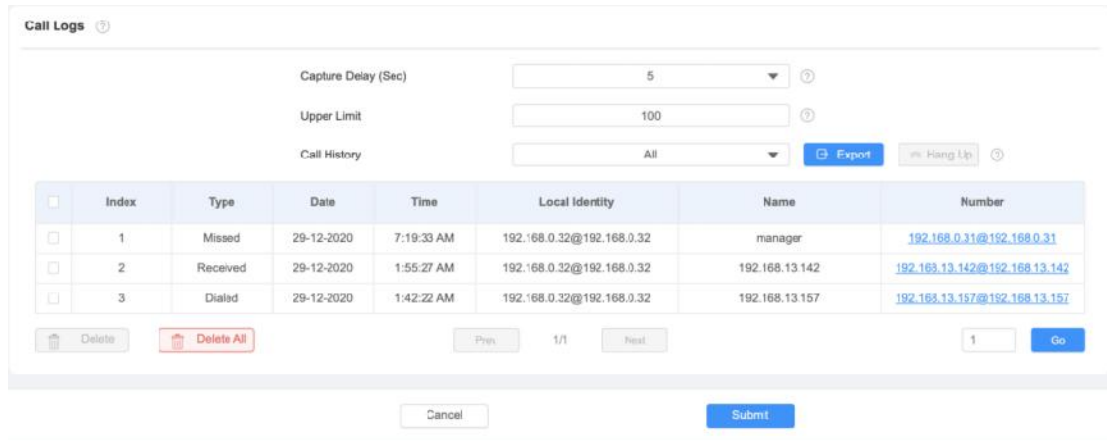 Call Logs ?
Capture Delay (Sec) 5 ?
Upper Limit 100 ?
Call History All Export Hang Up ?
Index Type Date Time Local Identity Name Number
1 Missed 29-12-2020 7:19:33 AM 192.168.0.32@192.168.0.32 manager 192.168.0.31@192.168.0.31
2 Received 29-12-2020 1:55:27 AM 192.168.0.32@192.168.0.32 192.168.13.142 192.168.13.142@192.168.13.142
3 Dialed 29-12-2020 1:42:22 AM 192.168.0.32@192.168.0.32 192.168.13.157 192.168.13.157@192.168.13.157
Delete Delete All Prev 1/1 Next 1 Go
Cancel Submit